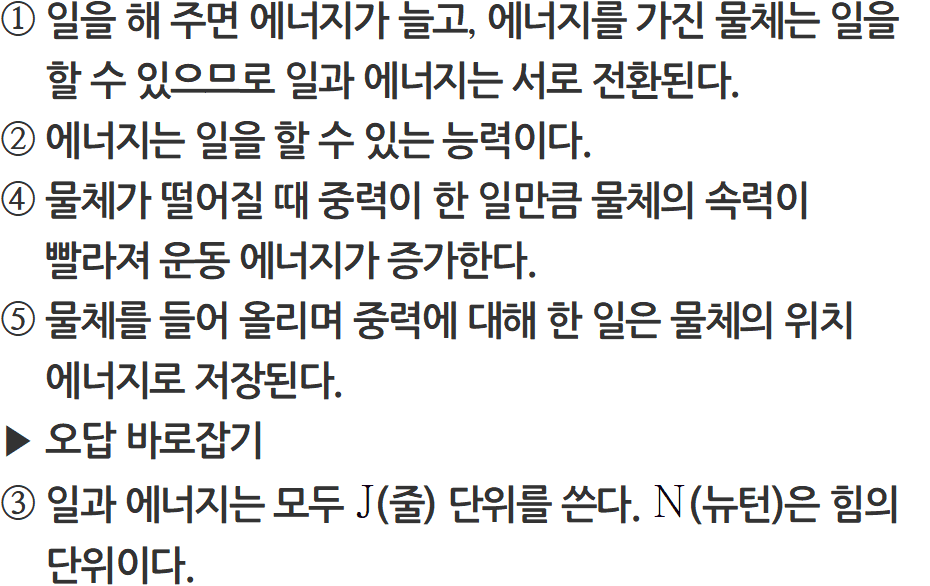 ① 일을 해 주면 에너지가 늘고, 에너지를 가진 물체는 일을
할 수 있으므로 일과 에너지는 서로 전환된다.
② 에너지는 일을 할 수 있는 능력이다.
④ 물체가 떨어질 때 중력이 한 일만큼 물체의 속력이
빨라져 운동 에너지가 증가한다.
⑤ 물체를 들어 올리며 중력에 대해 한 일은 물체의 위치
에너지로 저장된다.
▶ 오답 바로잡기
③ 일과 에너지는 모두 J(줄) 단위를 쓴다. N(뉴턴)은 힘의
단위이다.